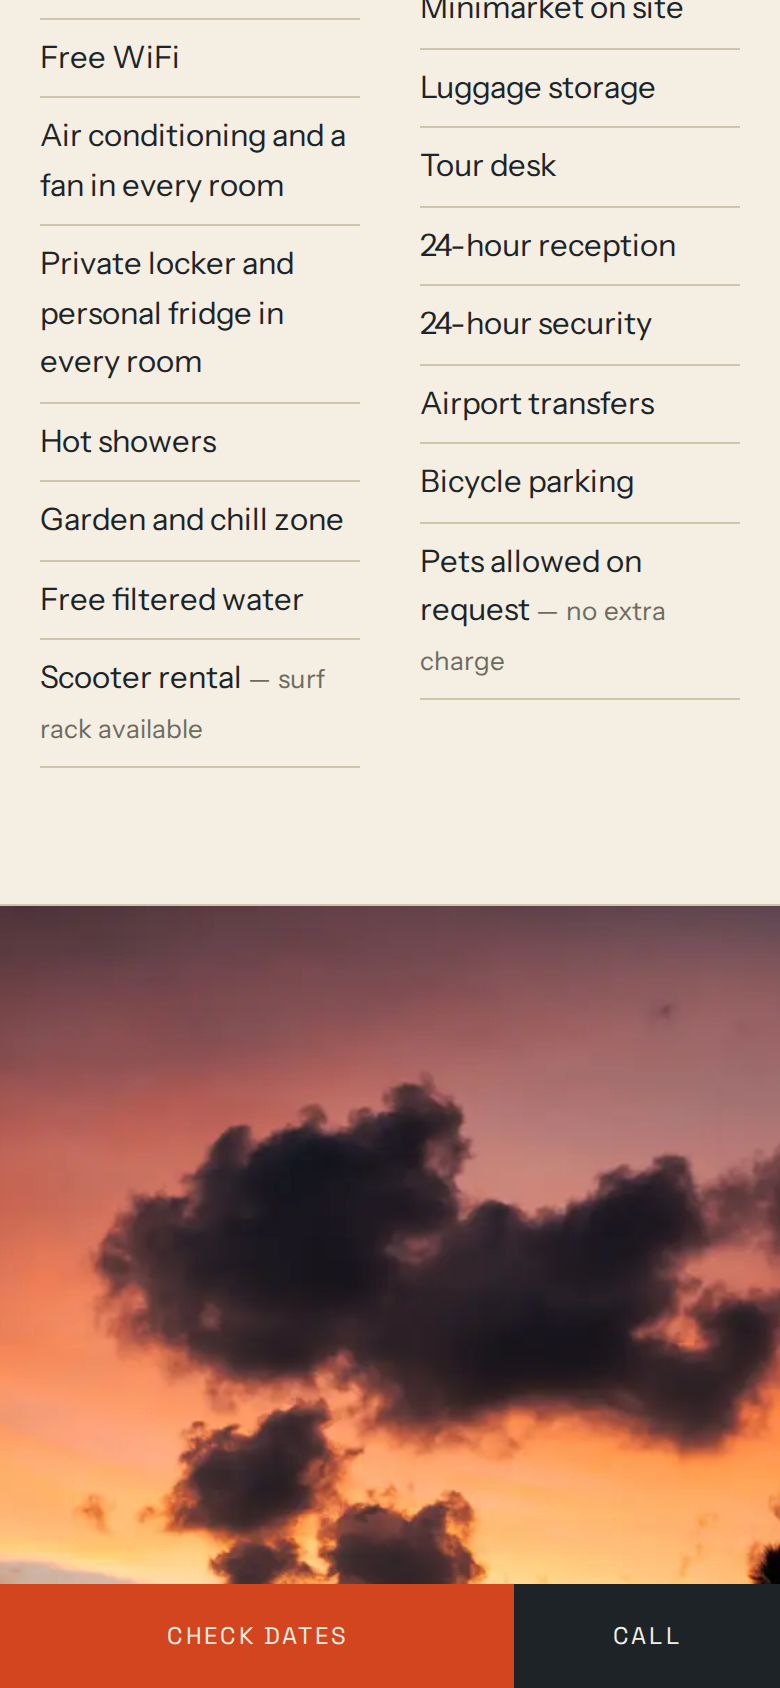 Free WiFi
Air conditioning and a
fan in every room
Private locker and
personal fridge in
every room
Hot showers
Garden and chill zone
Free filtered water
Scooter rental — surf
rack available
Minimarket on site
Luggage storage
Tour desk
24-hour reception
24-hour security
Airport transfers
Bicycle parking
Pets allowed on
request — no extra
charge
CHECK DATES
CALL